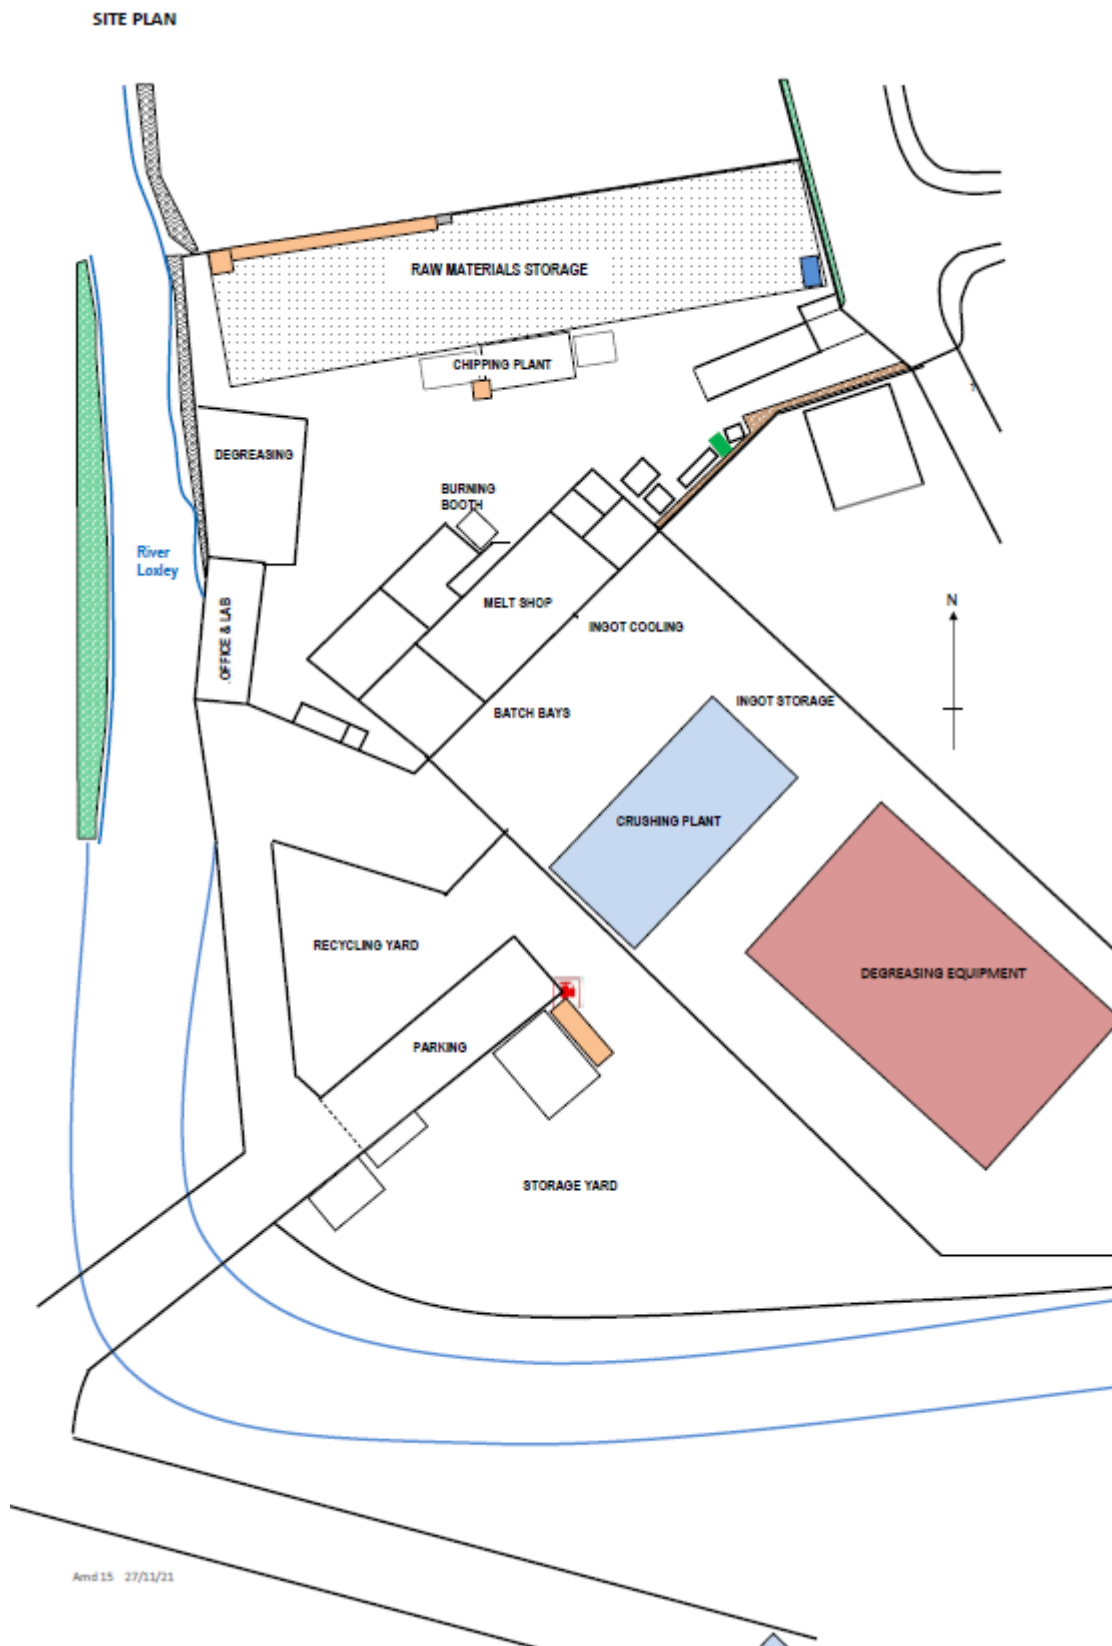 SITE PLAN
RAW MATERIALS STORAGE
CHIPPING PLANT
DEGREASING
BURNING
BOOTH
River
Loxley
MELT SHOP
.OFFICE & LAB
INGOT COOLING
N
INGOT STORAGE
BATCH BAYS
CRUSHING PLANT
RECYCLING YARD
DEGREASING EQUIPMENT
PARKING
STORAGE YARD
Amd 15 27/11/21